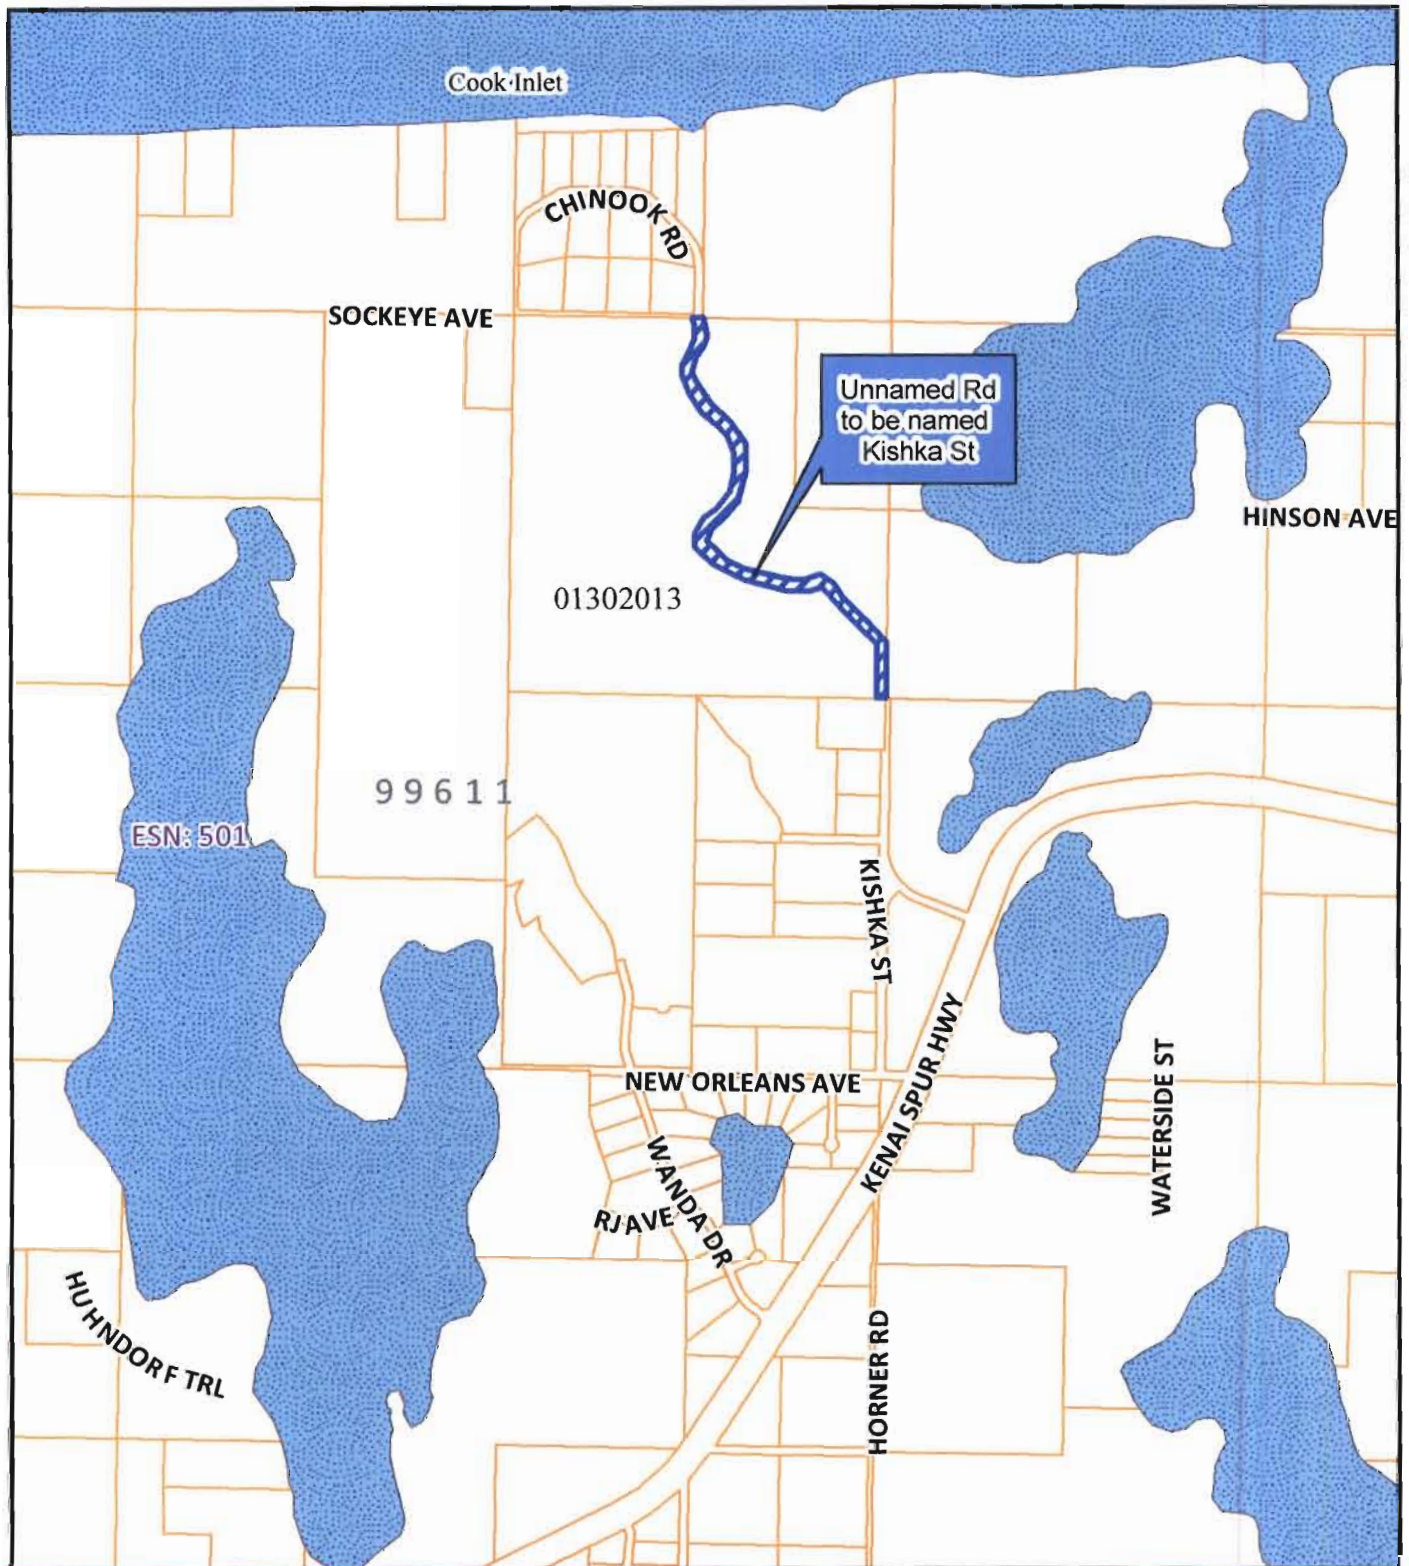 Cook Inlet
CHINOOK RD
SOCKEYE AVE
Unnamed Rd
to be named
Kishka St
HINSON AVE
01302013
99611
ESN: 501
KISHKA ST
KENAI SPUR HWY
NEW ORLEANS AVE
WATERSIDE ST
WANDA DR
RJ AVE
HUHNDORF TRL
HORNER RD